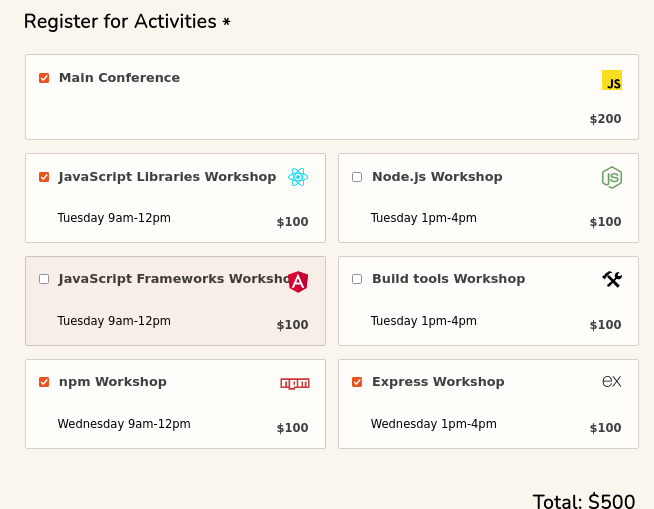 Register for Activities *
Main Conference
JS
$200
JavaScript Libraries Workshop
Tuesday 9am-12pm
$100
Node.js Workshop
JS
Tuesday 1pm-4pm
$100
JavaScript Frameworks Worksho
A
Tuesday 9am-12pm
$100
Build tools Workshop
Tuesday 1pm-4pm
$100
npm Workshop
npm
Wednesday 9am-12pm
$100
Express Workshop
ex
Wednesday 1pm-4pm
$100
Total: $500